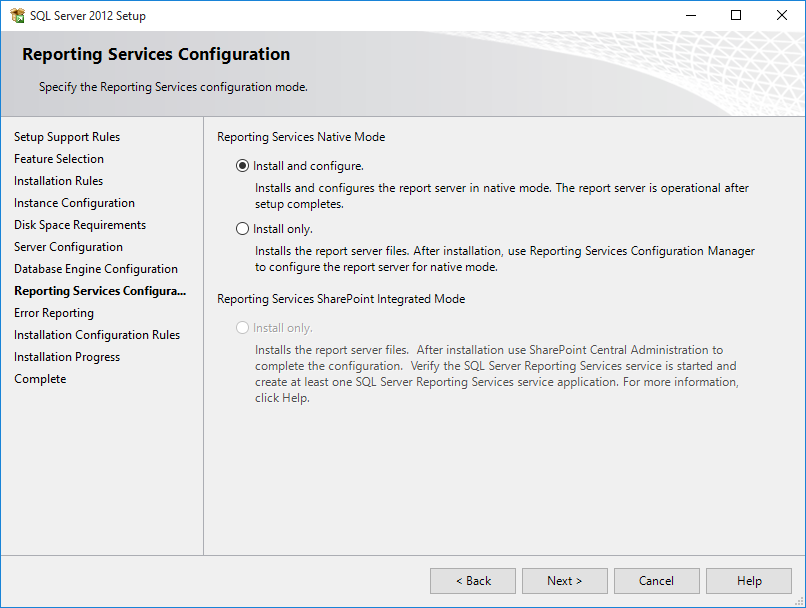 SQL Server 2012 Setup
Reporting Services Configuration
Specify the Reporting Services configuration mode.
Setup Support Rules
Feature Selection
Installation Rules
Instance Configuration
Disk Space Requirements
Server Configuration
Database Engine Configuration
Reporting Services Configura...
Error Reporting
Installation Configuration Rules
Installation Progress
Complete
Reporting Services Native Mode
Install and configure.
Installs and configures the report server in native mode. The report server is operational after
setup completes.
Install only.
Installs the report server files. After installation, use Reporting Services Configuration Manager
to configure the report server for native mode.
Reporting Services SharePoint Integrated Mode
Install only.
Installs the report server files.  After installation use SharePoint Central Administration to
complete the configuration.  Verify the SQL Server Reporting Services service is started and
create at least one SQL Server Reporting Services service application. For more information,
click Help.
< Back
Next >
Cancel
Help